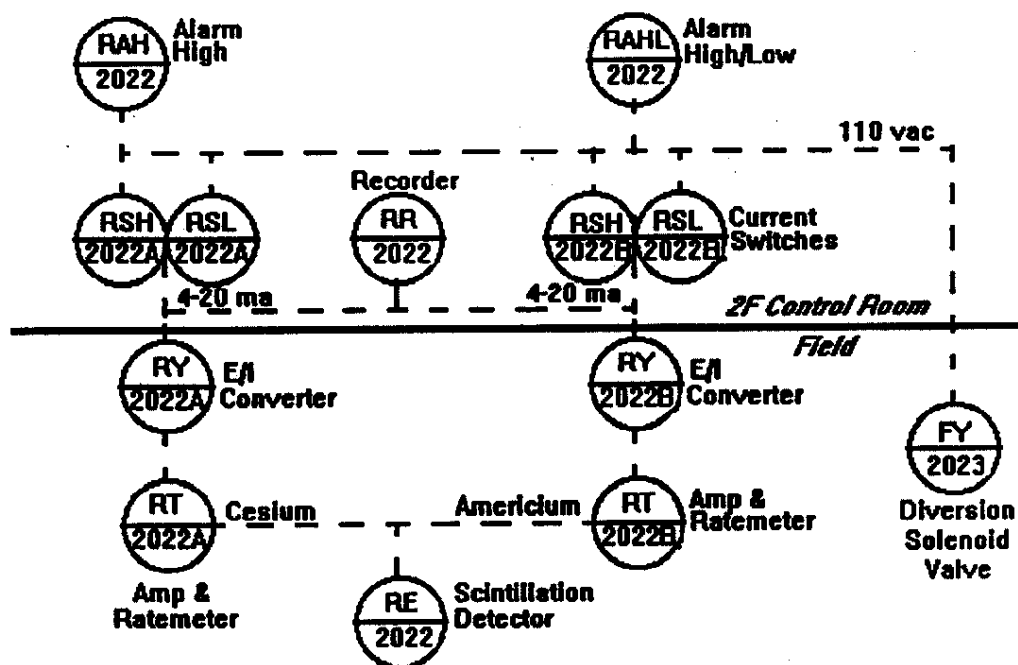 RAH
2022
Alarm
High
RAHL
2022
Alarm
High/Low
110 vac
RSH
2022A
RSL
2022A
Recorder
RR
2022
RSH
2022B
RSL
2022B
Current
Switches
4-20 ma
4-20 ma
2F Control Room
Field
RY
2022A
E/I
Converter
RY
2022B
E/I
Converter
FY
2023
Diversion
Solenoid
Valve
RT
2022A
Cesium
Americium
RT
2022B
Amp &
Ratemeter
Amp &
Ratemeter
RE
2022
Scintillation
Detector